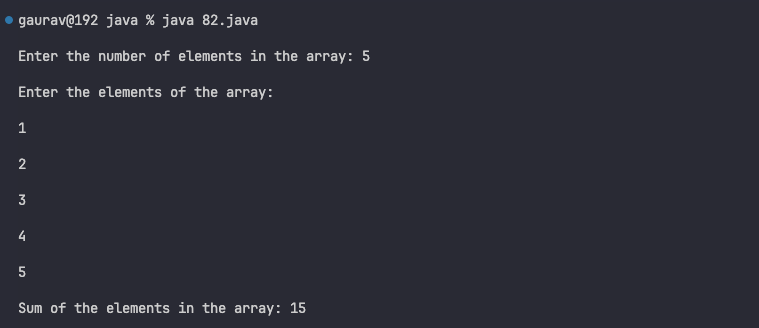 gaurav@192 java % java 82.java
Enter the number of elements in the array: 5
Enter the elements of the array:
1
2
3
4
5
Sum of the elements in the array: 15